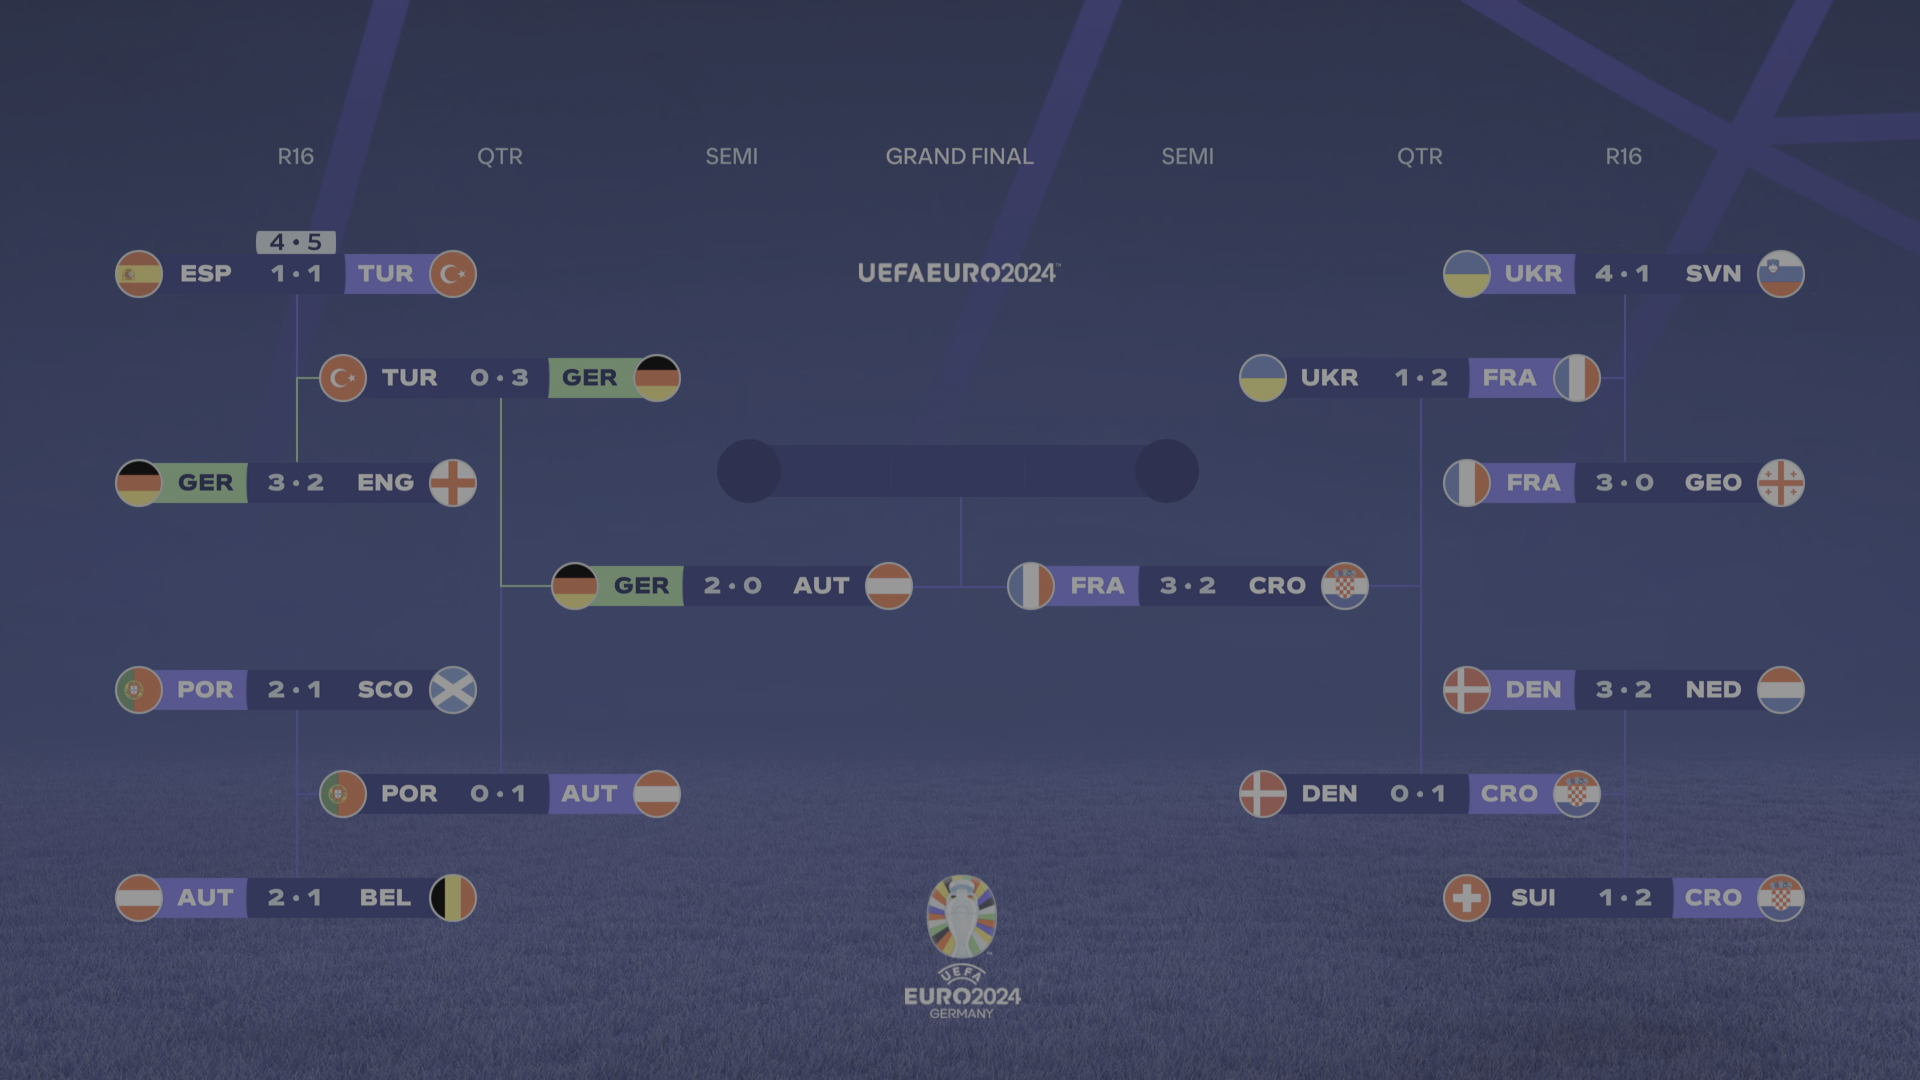 R16 QTR SEMI GRAND FINAL SEMI QTR R16
4 • 5
ESP 1 • 1 TUR
UEFAEURO2024™
UKR 4 • 1 SVN
TUR 0 • 3 GER
UKR 1 • 2 FRA
GER 3 • 2 ENG
FRA 3 • 0 GEO
GER 2 • 0 AUT
FRA 3 • 2 CRO
POR 2 • 1 SCO
DEN 3 • 2 NED
POR 0 • 1 AUT
DEN 0 • 1 CRO
AUT 2 • 1 BEL
SUI 1 • 2 CRO
UEFA
EURO2024
GERMANY